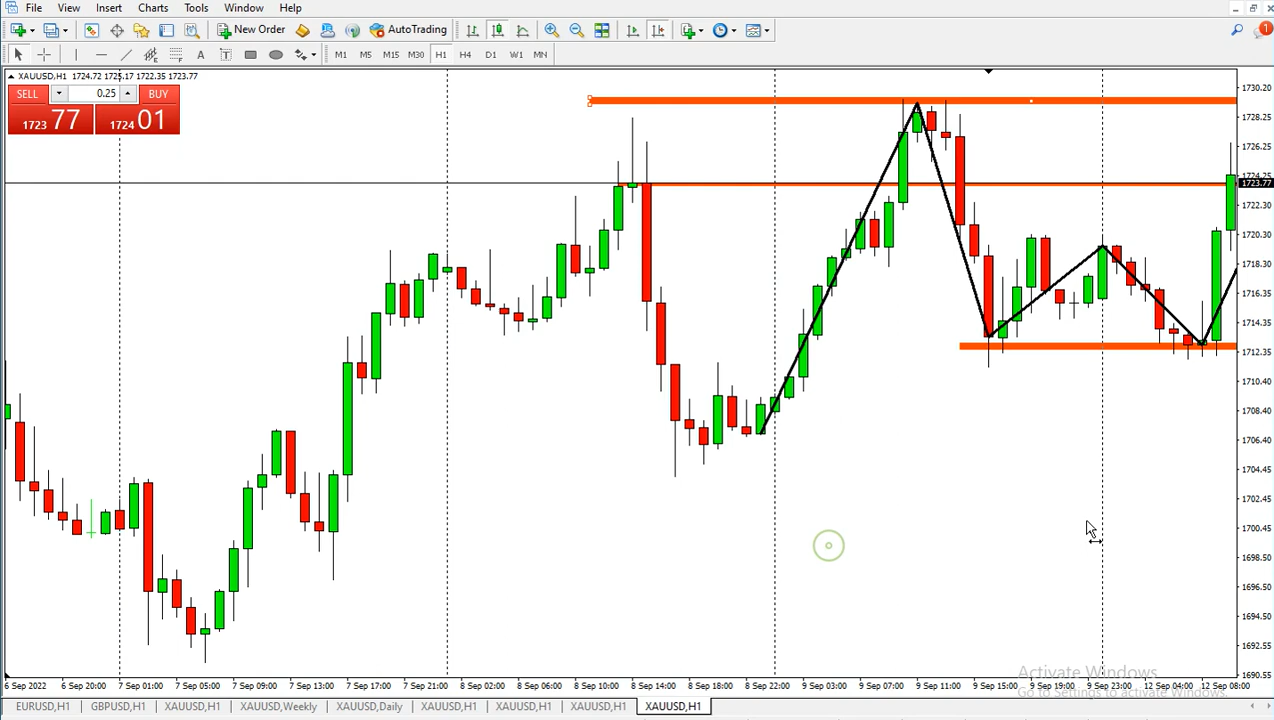 File View Insert Charts Tools Window Help
New Order AutoTrading
A T M1 M5 M15 M30 H1 H4 D1 W1 MN
XAUUSD,H1 1724.72 1725.17 1722.35 1723.77
SELL 0.25 BUY
1723 77 1724 01
1730.20
1728.25
1726.25
1724.25
1723.77
1722.30
1720.30
1718.30
1716.35
1714.35
1712.35
1710.40
1708.40
1706.40
1704.45
1702.45
1700.45
1698.50
1696.50
1694.50
1692.55
1690.55
Activate Windows
Go to Settings to activate Windows.
6 Sep 2022 6 Sep 20:00 7 Sep 01:00 7 Sep 05:00 7 Sep 09:00 7 Sep 13:00 7 Sep 17:00 7 Sep 21:00 8 Sep 02:00 8 Sep 06:00 8 Sep 10:00 8 Sep 14:00 8 Sep 18:00 8 Sep 22:00 9 Sep 03:00 9 Sep 07:00 9 Sep 11:00 9 Sep 15:00 9 Sep 19:00 9 Sep 23:00 12 Sep 04:00 12 Sep 08:00
EURUSD,H1 GBPUSD,H1 XAUUSD,H1 XAUUSD,Weekly XAUUSD,Daily XAUUSD,H1 XAUUSD,H1 XAUUSD,H1 XAUUSD,H1